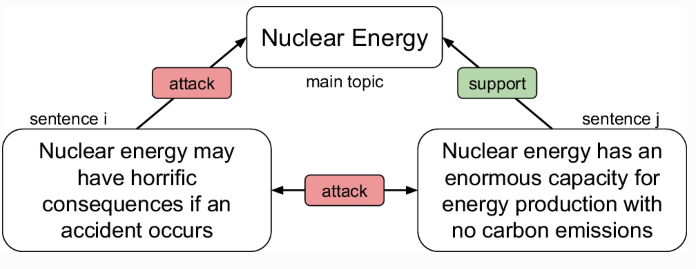 Nuclear Energy
main topic
attack
support
sentence i
sentence j
Nuclear energy may
have horrific
consequences if an
accident occurs
attack
Nuclear energy has an
enormous capacity for
energy production with
no carbon emissions